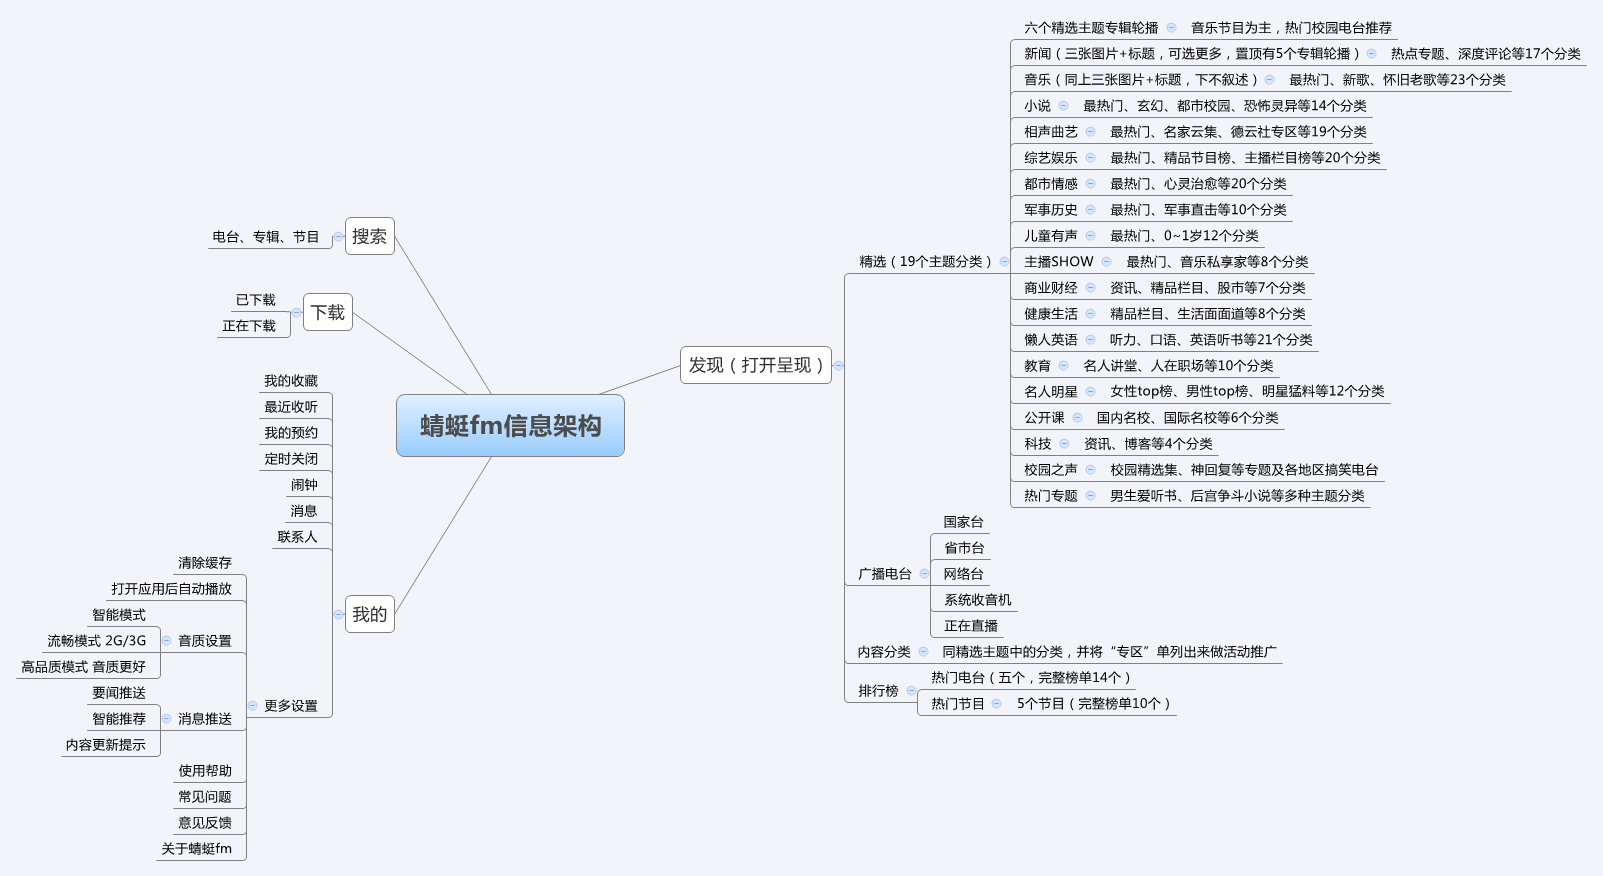 蜻蜓fm信息架构
搜索
电台、专辑、节目
下载
已下载
正在下载
我的
我的收藏
最近收听
我的预约
定时关闭
闹钟
消息
联系人
更多设置
清除缓存
打开应用后自动播放
音质设置
智能模式
流畅模式 2G/3G
高品质模式 音质更好
消息推送
要闻推送
智能推荐
内容更新提示
使用帮助
常见问题
意见反馈
关于蜻蜓fm
发现（打开呈现）
精选（19个主题分类）
六个精选主题专辑轮播 音乐节目为主，热门校园电台推荐
新闻（三张图片+标题，可选更多，置顶有5个专辑轮播） 热点专题、深度评论等17个分类
音乐（同上三张图片+标题，下不叙述） 最热门、新歌、怀旧老歌等23个分类
小说 最热门、玄幻、都市校园、恐怖灵异等14个分类
相声曲艺 最热门、名家云集、德云社专区等19个分类
综艺娱乐 最热门、精品节目榜、主播栏目榜等20个分类
都市情感 最热门、心灵治愈等20个分类
军事历史 最热门、军事直击等10个分类
儿童有声 最热门、0~1岁12个分类
主播SHOW 最热门、音乐私享家等8个分类
商业财经 资讯、精品栏目、股市等7个分类
健康生活 精品栏目、生活面面道等8个分类
懒人英语 听力、口语、英语听书等21个分类
教育 名人讲堂、人在职场等10个分类
名人明星 女性top榜、男性top榜、明星猛料等12个分类
公开课 国内名校、国际名校等6个分类
科技 资讯、博客等4个分类
校园之声 校园精选集、神回复等专题及各地区搞笑电台
热门专题 男生爱听书、后宫争斗小说等多种主题分类
广播电台
国家台
省市台
网络台
系统收音机
正在直播
内容分类 同精选主题中的分类，并将“专区”单列出来做活动推广
排行榜
热门电台（五个，完整榜单14个）
热门节目 5个节目（完整榜单10个）